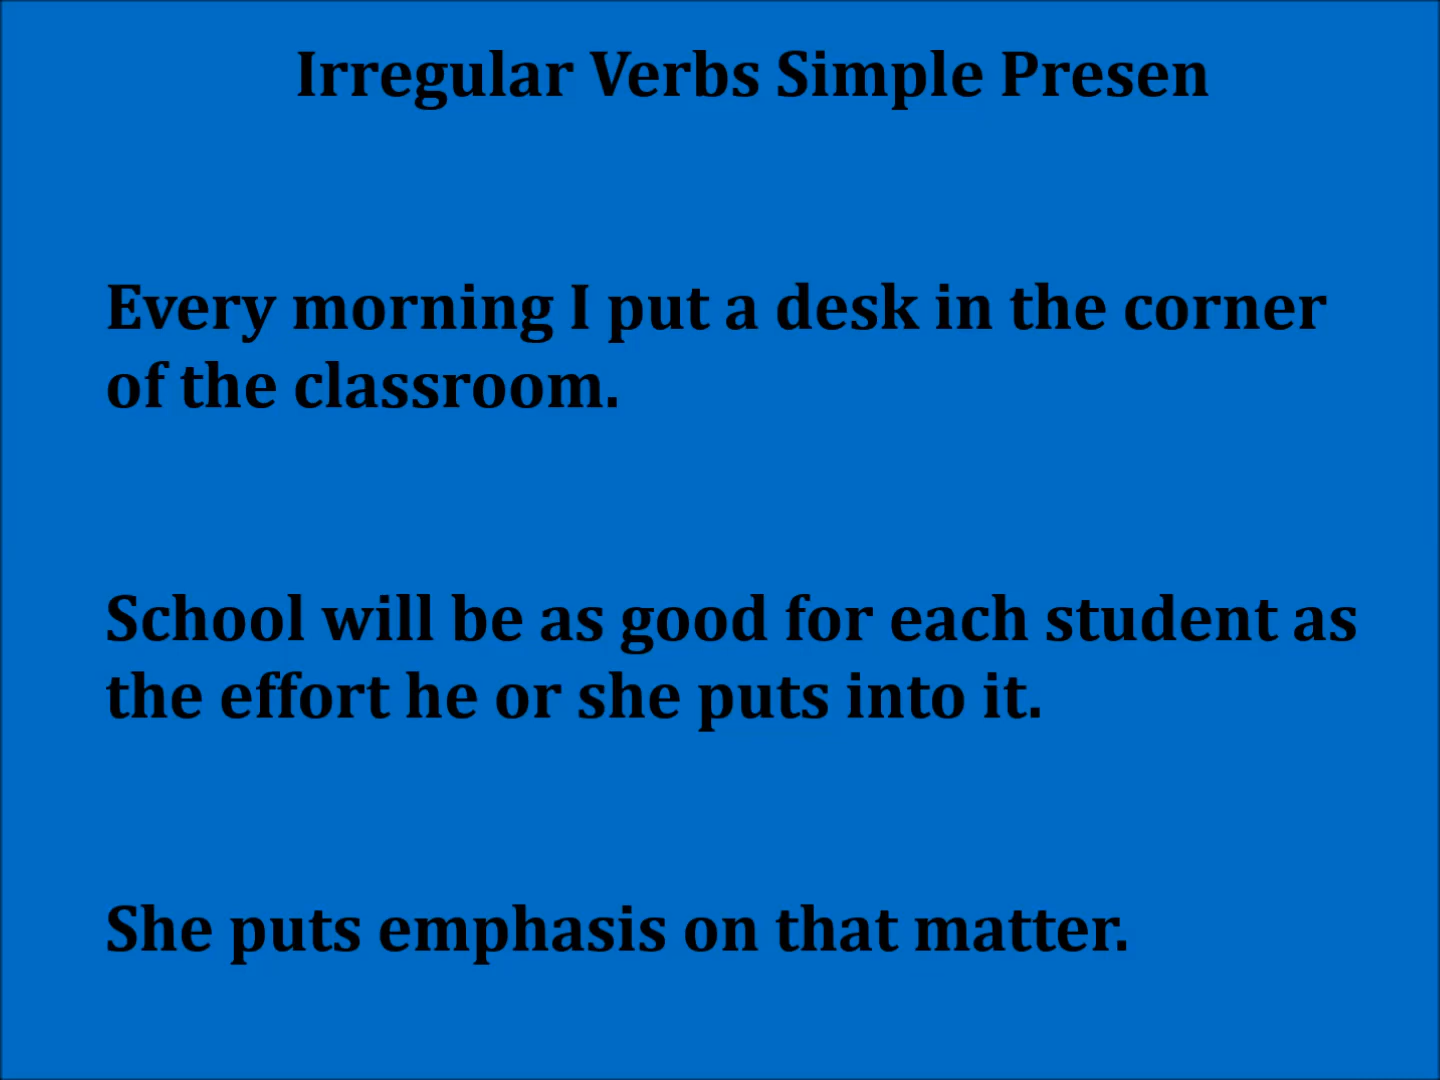 Irregular Verbs Simple Presen
Every morning I put a desk in the corner
of the classroom.
School will be as good for each student as
the effort he or she puts into it.
She puts emphasis on that matter.